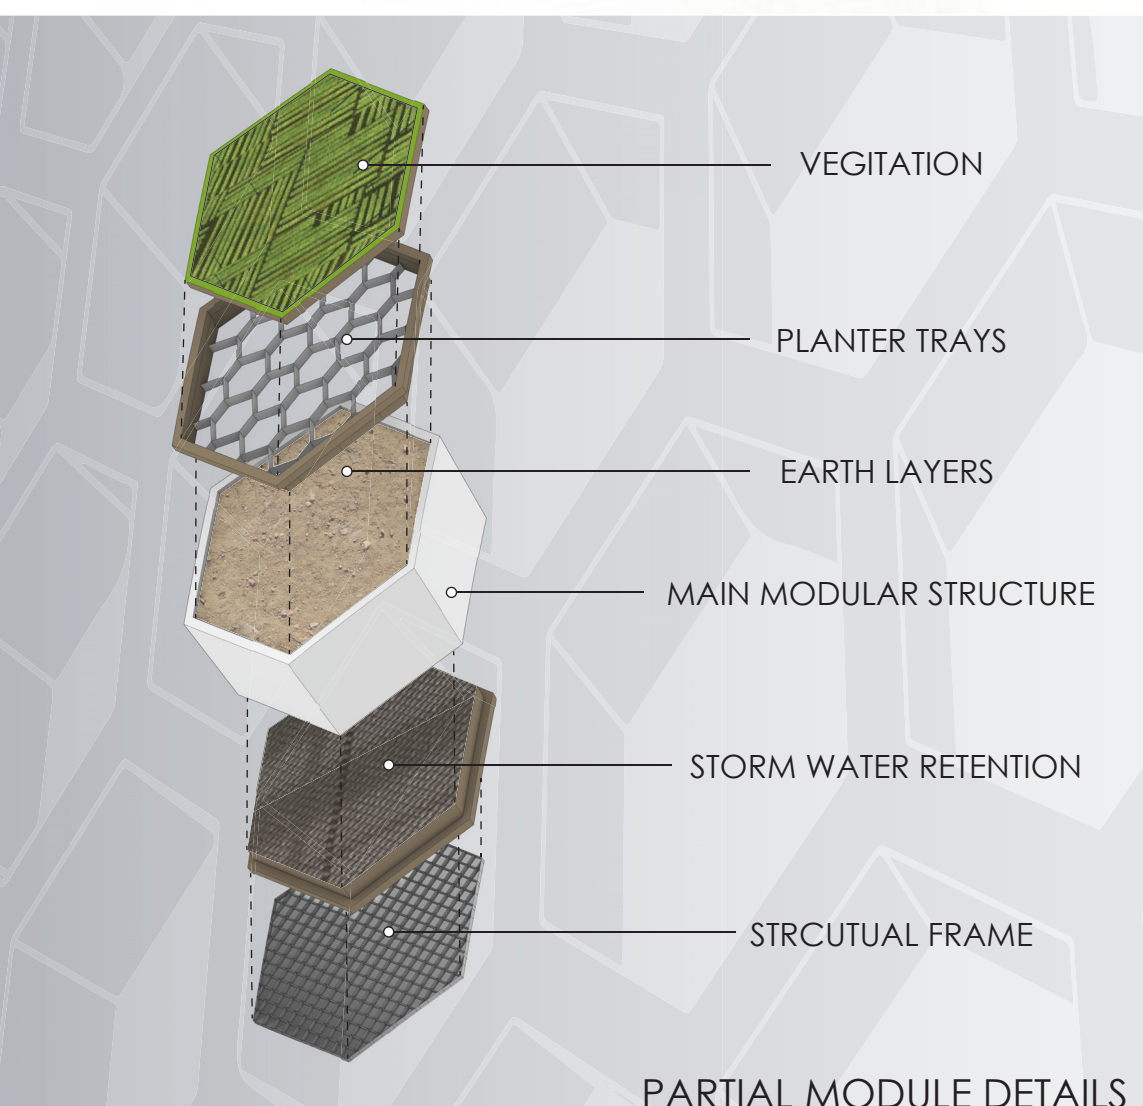 VEGITATION
PLANTER TRAYS
EARTH LAYERS
MAIN MODULAR STRUCTURE
STORM WATER RETENTION
STRCUTUAL FRAME
PARTIAL MODULE DETAILS